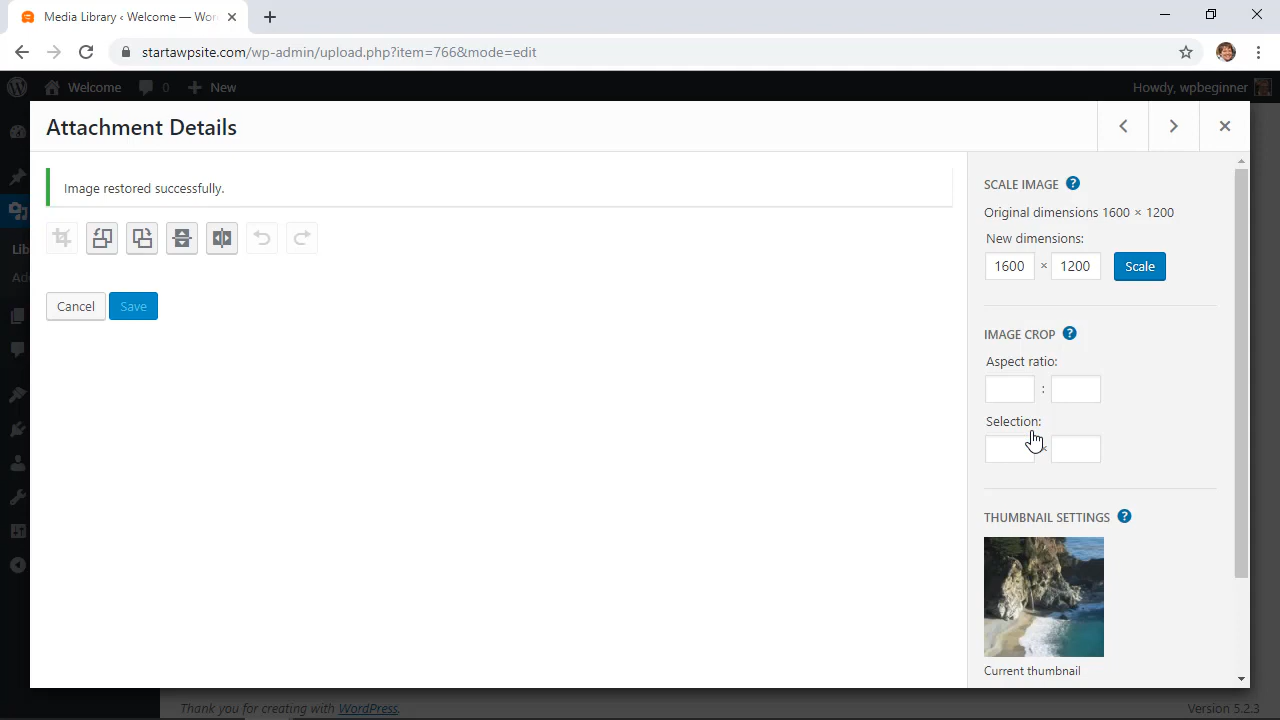 Media Library ‹ Welcome — Wor
startawpsite.com/wp-admin/upload.php?item=766&mode=edit
Welcome 0 New Howdy, wpbeginner
Attachment Details
Image restored successfully.
Cancel Save
SCALE IMAGE ?
Original dimensions 1600 × 1200
New dimensions:
1600 × 1200 Scale
IMAGE CROP ?
Aspect ratio:
:
Selection:
×
THUMBNAIL SETTINGS ?
Current thumbnail
Lib
Ad
Thank you for creating with WordPress. Version 5.2.3